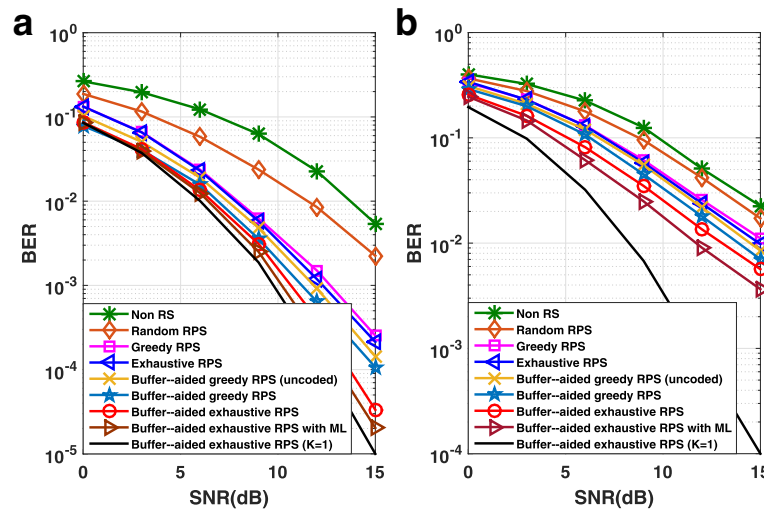 a
BER
10^0
10^-1
10^-2
10^-3
10^-4
10^-5
Non RS
Random RPS
Greedy RPS
Exhaustive RPS
Buffer--aided greedy RPS (uncoded)
Buffer--aided greedy RPS
Buffer--aided exhaustive RPS
Buffer--aided exhaustive RPS with ML
Buffer--aided exhaustive RPS (K=1)
0 5 10 15
SNR(dB)
b
BER
10^0
10^-1
10^-2
10^-3
10^-4
Non RS
Random RPS
Greedy RPS
Exhaustive RPS
Buffer--aided greedy RPS (uncoded)
Buffer--aided greedy RPS
Buffer--aided exhaustive RPS
Buffer--aided exhaustive RPS with ML
Buffer--aided exhaustive RPS (K=1)
0 5 10 15
SNR(dB)